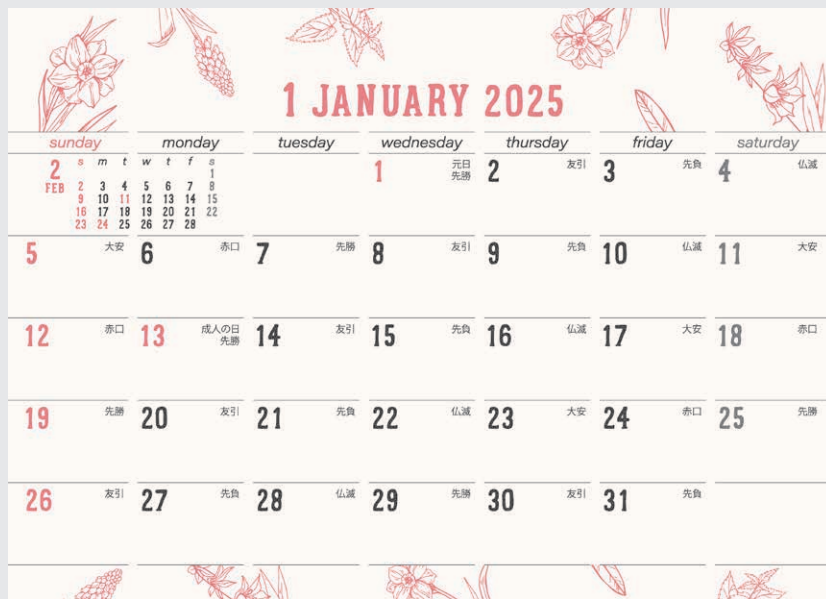 1 JANUARY 2025
sunday monday tuesday wednesday thursday friday saturday
2
FEB
s m t w t f s
1
2 3 4 5 6 7 8
9 10 11 12 13 14 15
16 17 18 19 20 21 22
23 24 25 26 27 28
1 元日
先勝
2 友引
3 先負
4 仏滅
5 大安
6 赤口
7 先勝
8 友引
9 先負
10 仏滅
11 大安
12 赤口
13 成人の日
先勝
14 友引
15 先負
16 仏滅
17 大安
18 赤口
19 先勝
20 友引
21 先負
22 仏滅
23 大安
24 赤口
25 先勝
26 友引
27 先負
28 仏滅
29 先勝
30 友引
31 先負